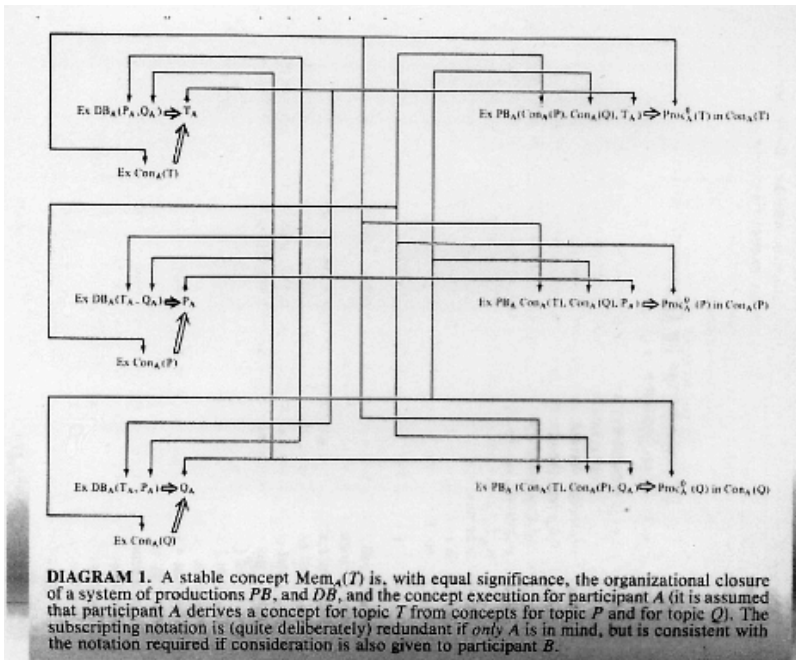 Ex DB_A(P_A, Q_A) ⇒ T_A
Ex PB_A(Con_A(P), Con_A(Q), T_A) ⇒ Proc_A^0(T) in Con_A(T)
Ex Con_A(T)
Ex DB_A(T_A, Q_A) ⇒ P_A
Ex PB_A Con_A(T), Con_A(Q), P_A) ⇒ Proc_A^0(P) in Con_A(P)
Ex Con_A(P)
Ex DB_A(T_A, P_A) ⇒ Q_A
Ex PB_A (Con_A(T), Con_A(P), Q_A) ⇒ Proc_A^0(Q) in Con_A(Q)
Ex Con_A(Q)
DIAGRAM 1. A stable concept Mem_A(T) is, with equal significance, the organizational closure
of a system of productions PB, and DB, and the concept execution for participant A (it is assumed
that participant A derives a concept for topic T from concepts for topic P and for topic Q). The
subscripting notation is (quite deliberately) redundant if only A is in mind, but is consistent with
the notation required if consideration is also given to participant B.